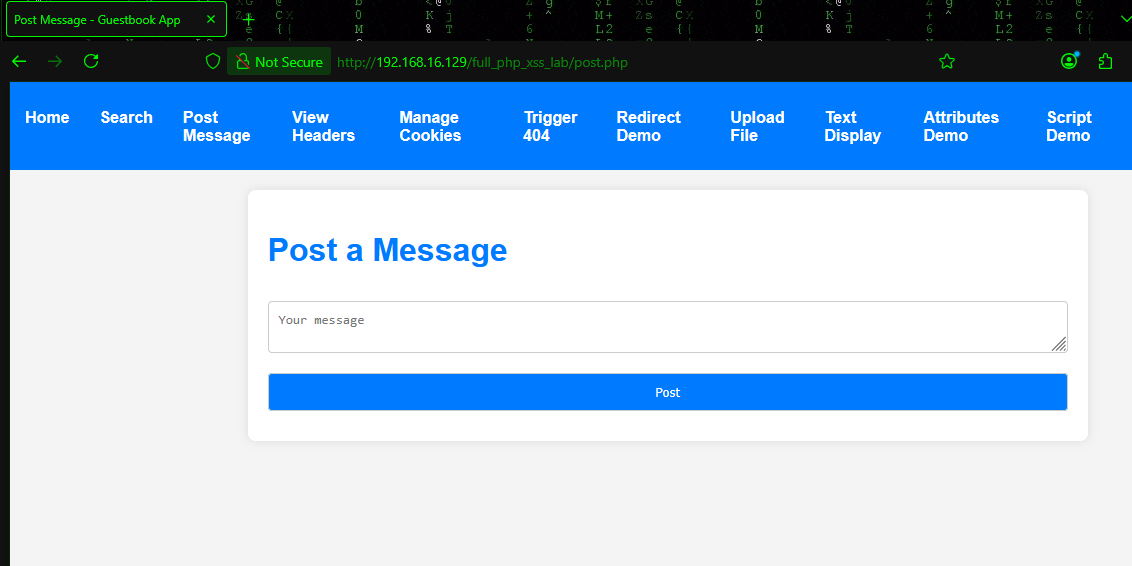 Post Message - Guestbook App
Not Secure http://192.168.16.129/full_php_xss_lab/post.php
Home Search Post Message View Headers Manage Cookies Trigger 404 Redirect Demo Upload File Text Display Attributes Demo Script Demo
Post a Message
Your message
Post